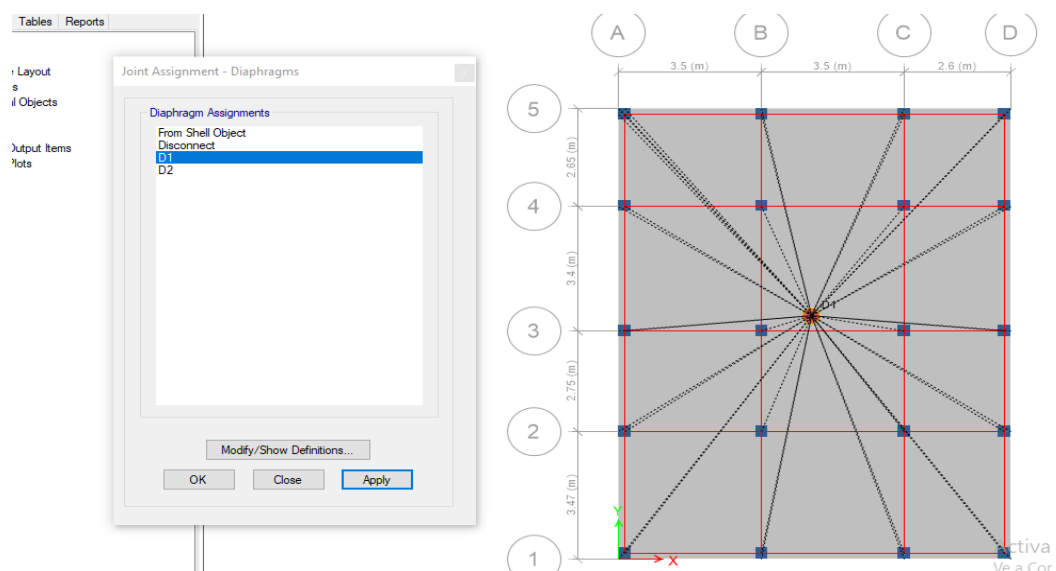 Tables Reports
Layout
s
Objects
Output Items
Plots
Joint Assignment - Diaphragms
Diaphragm Assignments
From Shell Object
Disconnect
D1
D2
Modify/Show Definitions...
OK Close Apply
A B C D
3.5 (m) 3.5 (m) 2.6 (m)
5
2.65 (m)
4
3.4 (m)
D1
3
2.75 (m)
2
3.47 (m)
Y
X
1
ctiva
Ve a Con